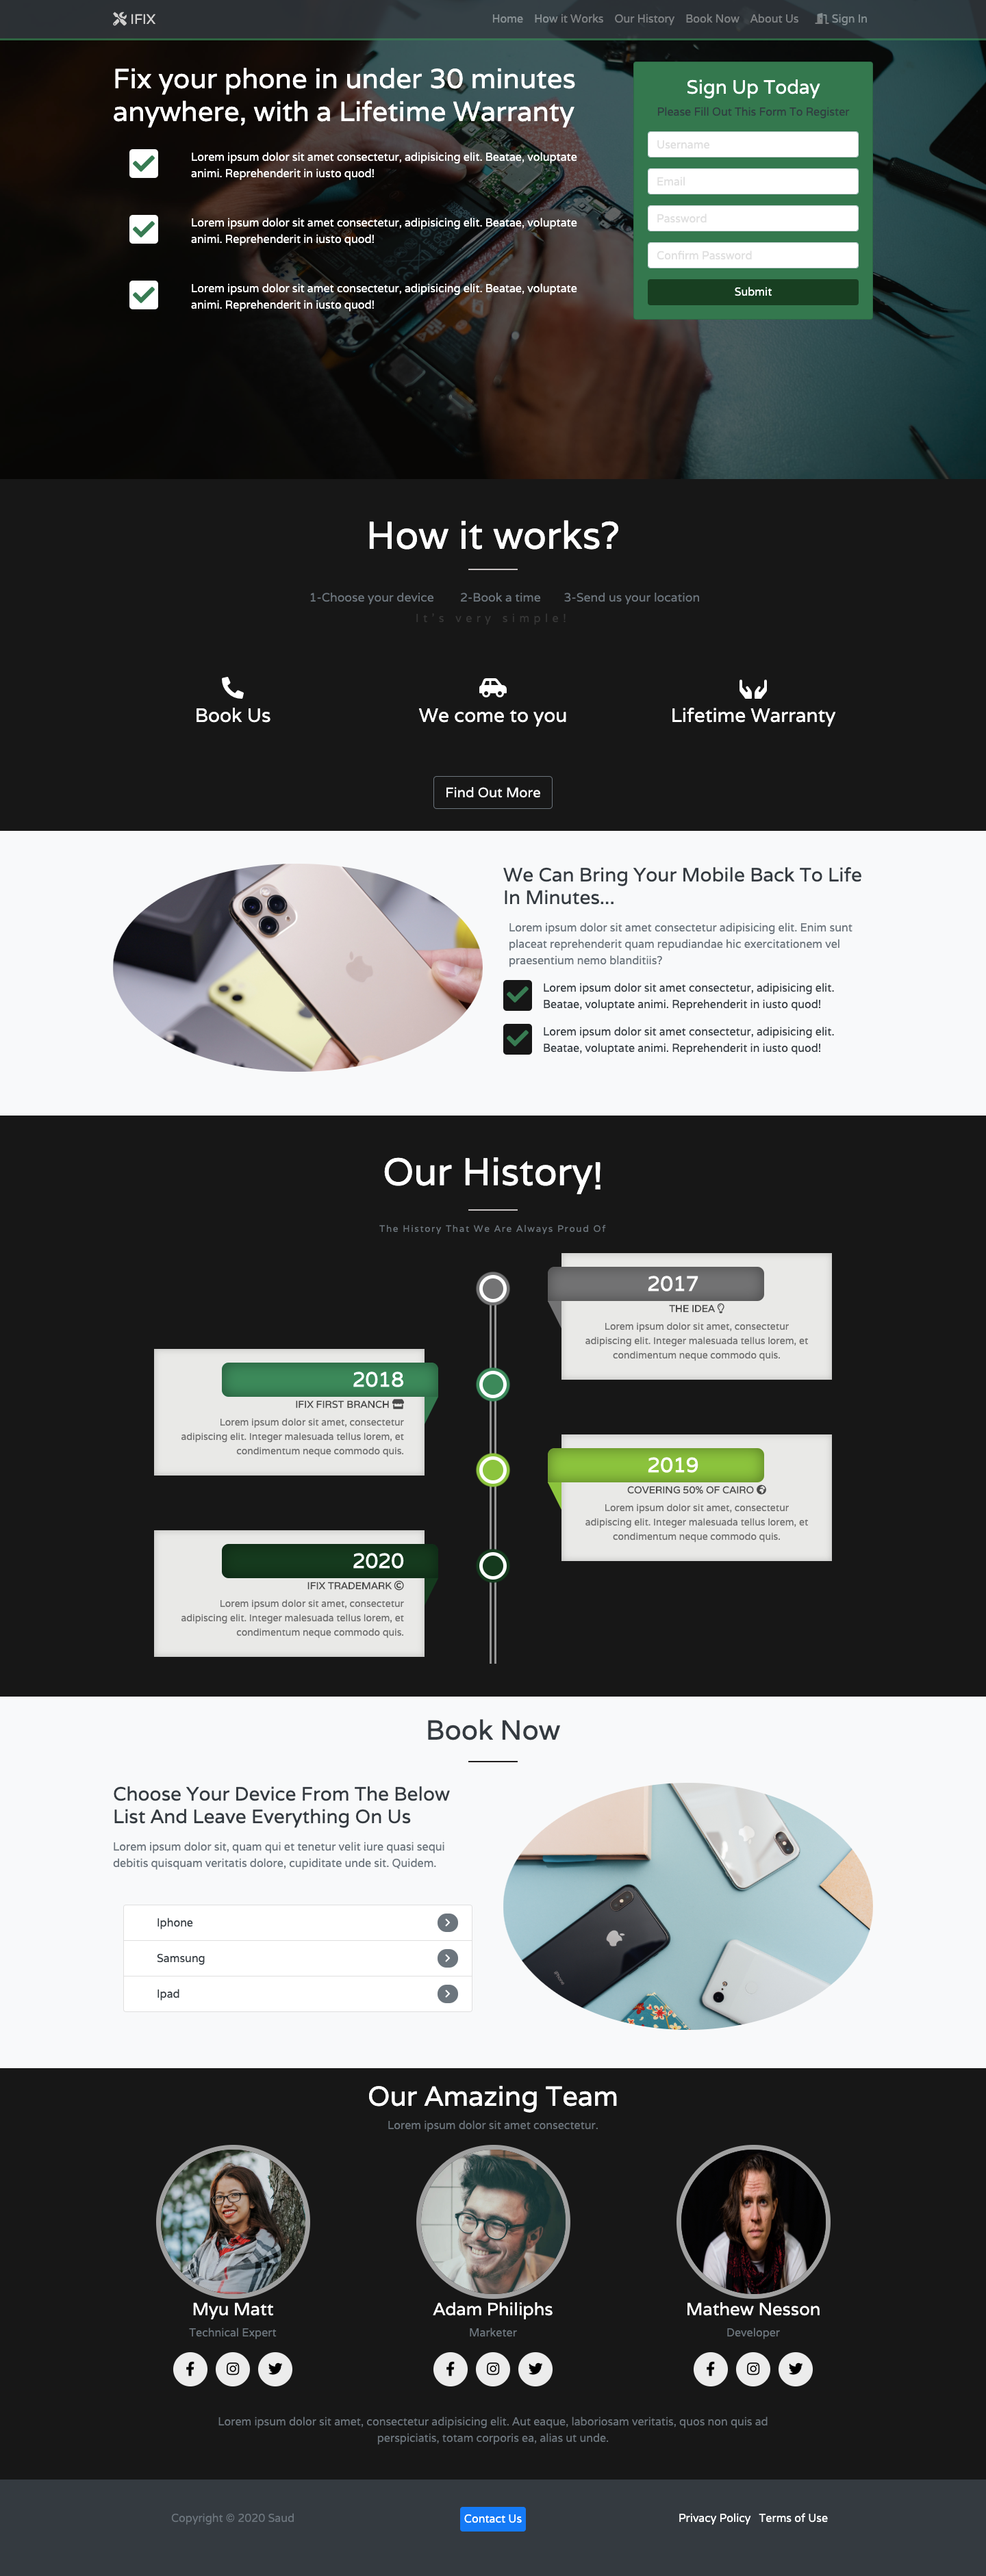 IFIX
Home How it Works Our History Book Now About Us Sign In
Fix your phone in under 30 minutes
anywhere, with a Lifetime Warranty
Lorem ipsum dolor sit amet consectetur, adipisicing elit. Beatae, voluptate
animi. Reprehenderit in iusto quod!
Lorem ipsum dolor sit amet consectetur, adipisicing elit. Beatae, voluptate
animi. Reprehenderit in iusto quod!
Lorem ipsum dolor sit amet consectetur, adipisicing elit. Beatae, voluptate
animi. Reprehenderit in iusto quod!
Sign Up Today
Please Fill Out This Form To Register
Username
Email
Password
Confirm Password
Submit
How it works?
1-Choose your device 2-Book a time 3-Send us your location
It's very simple!
Book Us
We come to you
Lifetime Warranty
Find Out More
We Can Bring Your Mobile Back To Life
In Minutes...
Lorem ipsum dolor sit amet consectetur adipisicing elit. Enim sunt
placeat reprehenderit quam repudiandae hic exercitationem vel
praesentium nemo blanditiis?
Lorem ipsum dolor sit amet consectetur, adipisicing elit.
Beatae, voluptate animi. Reprehenderit in iusto quod!
Lorem ipsum dolor sit amet consectetur, adipisicing elit.
Beatae, voluptate animi. Reprehenderit in iusto quod!
Our History!
The History That We Are Always Proud Of
2017
THE IDEA
Lorem ipsum dolor sit amet, consectetur
adipiscing elit. Integer malesuada tellus lorem, et
condimentum neque commodo quis.
2018
IFIX FIRST BRANCH
Lorem ipsum dolor sit amet, consectetur
adipiscing elit. Integer malesuada tellus lorem, et
condimentum neque commodo quis.
2019
COVERING 50% OF CAIRO
Lorem ipsum dolor sit amet, consectetur
adipiscing elit. Integer malesuada tellus lorem, et
condimentum neque commodo quis.
2020
IFIX TRADEMARK ©
Lorem ipsum dolor sit amet, consectetur
adipiscing elit. Integer malesuada tellus lorem, et
condimentum neque commodo quis.
Book Now
Choose Your Device From The Below
List And Leave Everything On Us
Lorem ipsum dolor sit, quam qui et tenetur velit iure quasi sequi
debitis quisquam veritatis dolore, cupiditate unde sit. Quidem.
Iphone
Samsung
Ipad
Our Amazing Team
Lorem ipsum dolor sit amet consectetur.
Myu Matt
Technical Expert
Adam Philiphs
Marketer
Mathew Nesson
Developer
Lorem ipsum dolor sit amet, consectetur adipisicing elit. Aut eaque, laboriosam veritatis, quos non quis ad
perspiciatis, totam corporis ea, alias ut unde.
Copyright © 2020 Saud
Contact Us
Privacy Policy Terms of Use